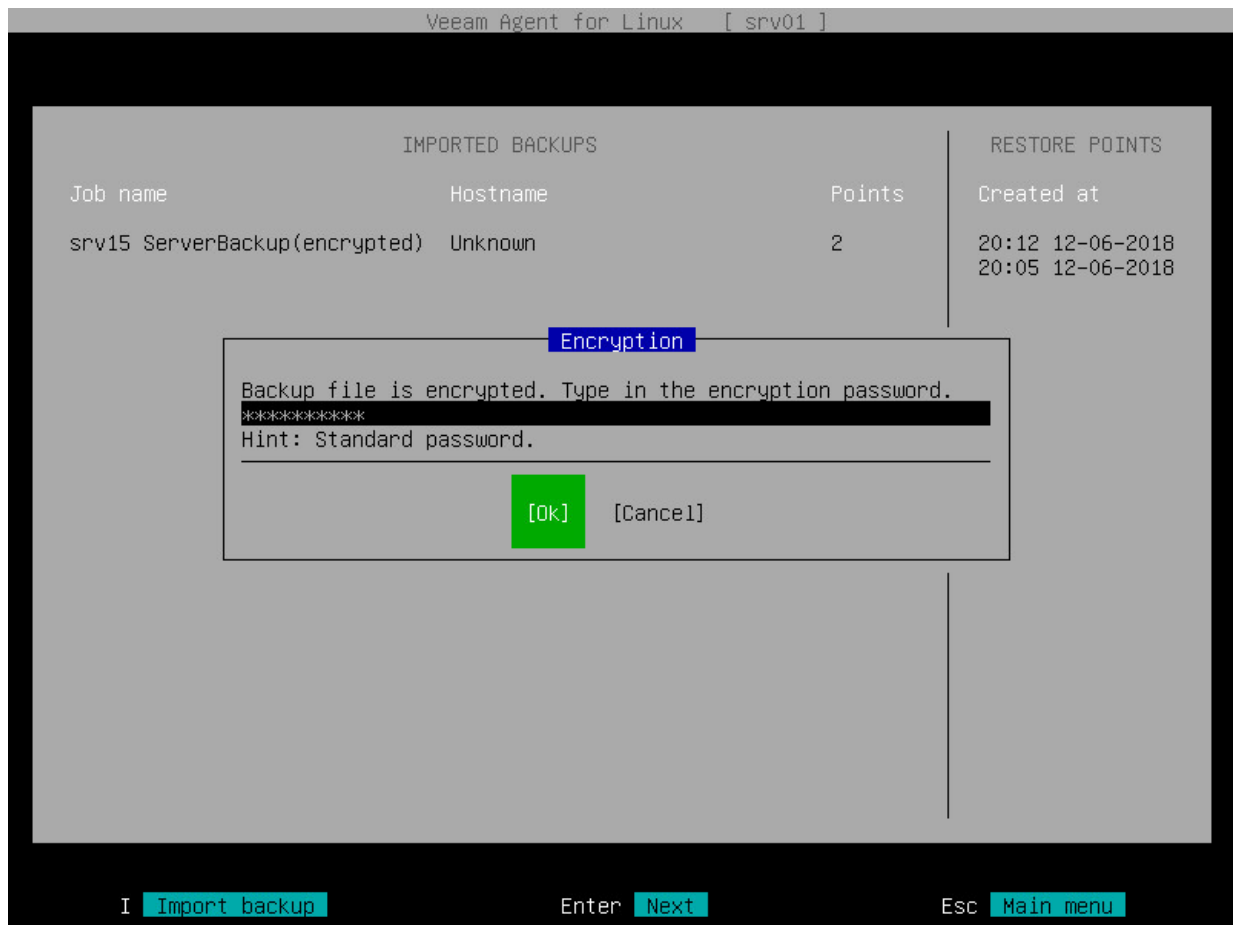 Veeam Agent for Linux [ srv01 ]
IMPORTED BACKUPS
RESTORE POINTS
Job name Hostname Points Created at
srv15 ServerBackup(encrypted) Unknown 2 20:12 12-06-2018
20:05 12-06-2018
Encryption
Backup file is encrypted. Type in the encryption password.
**********
Hint: Standard password.
[Ok] [Cancel]
I Import backup Enter Next Esc Main menu